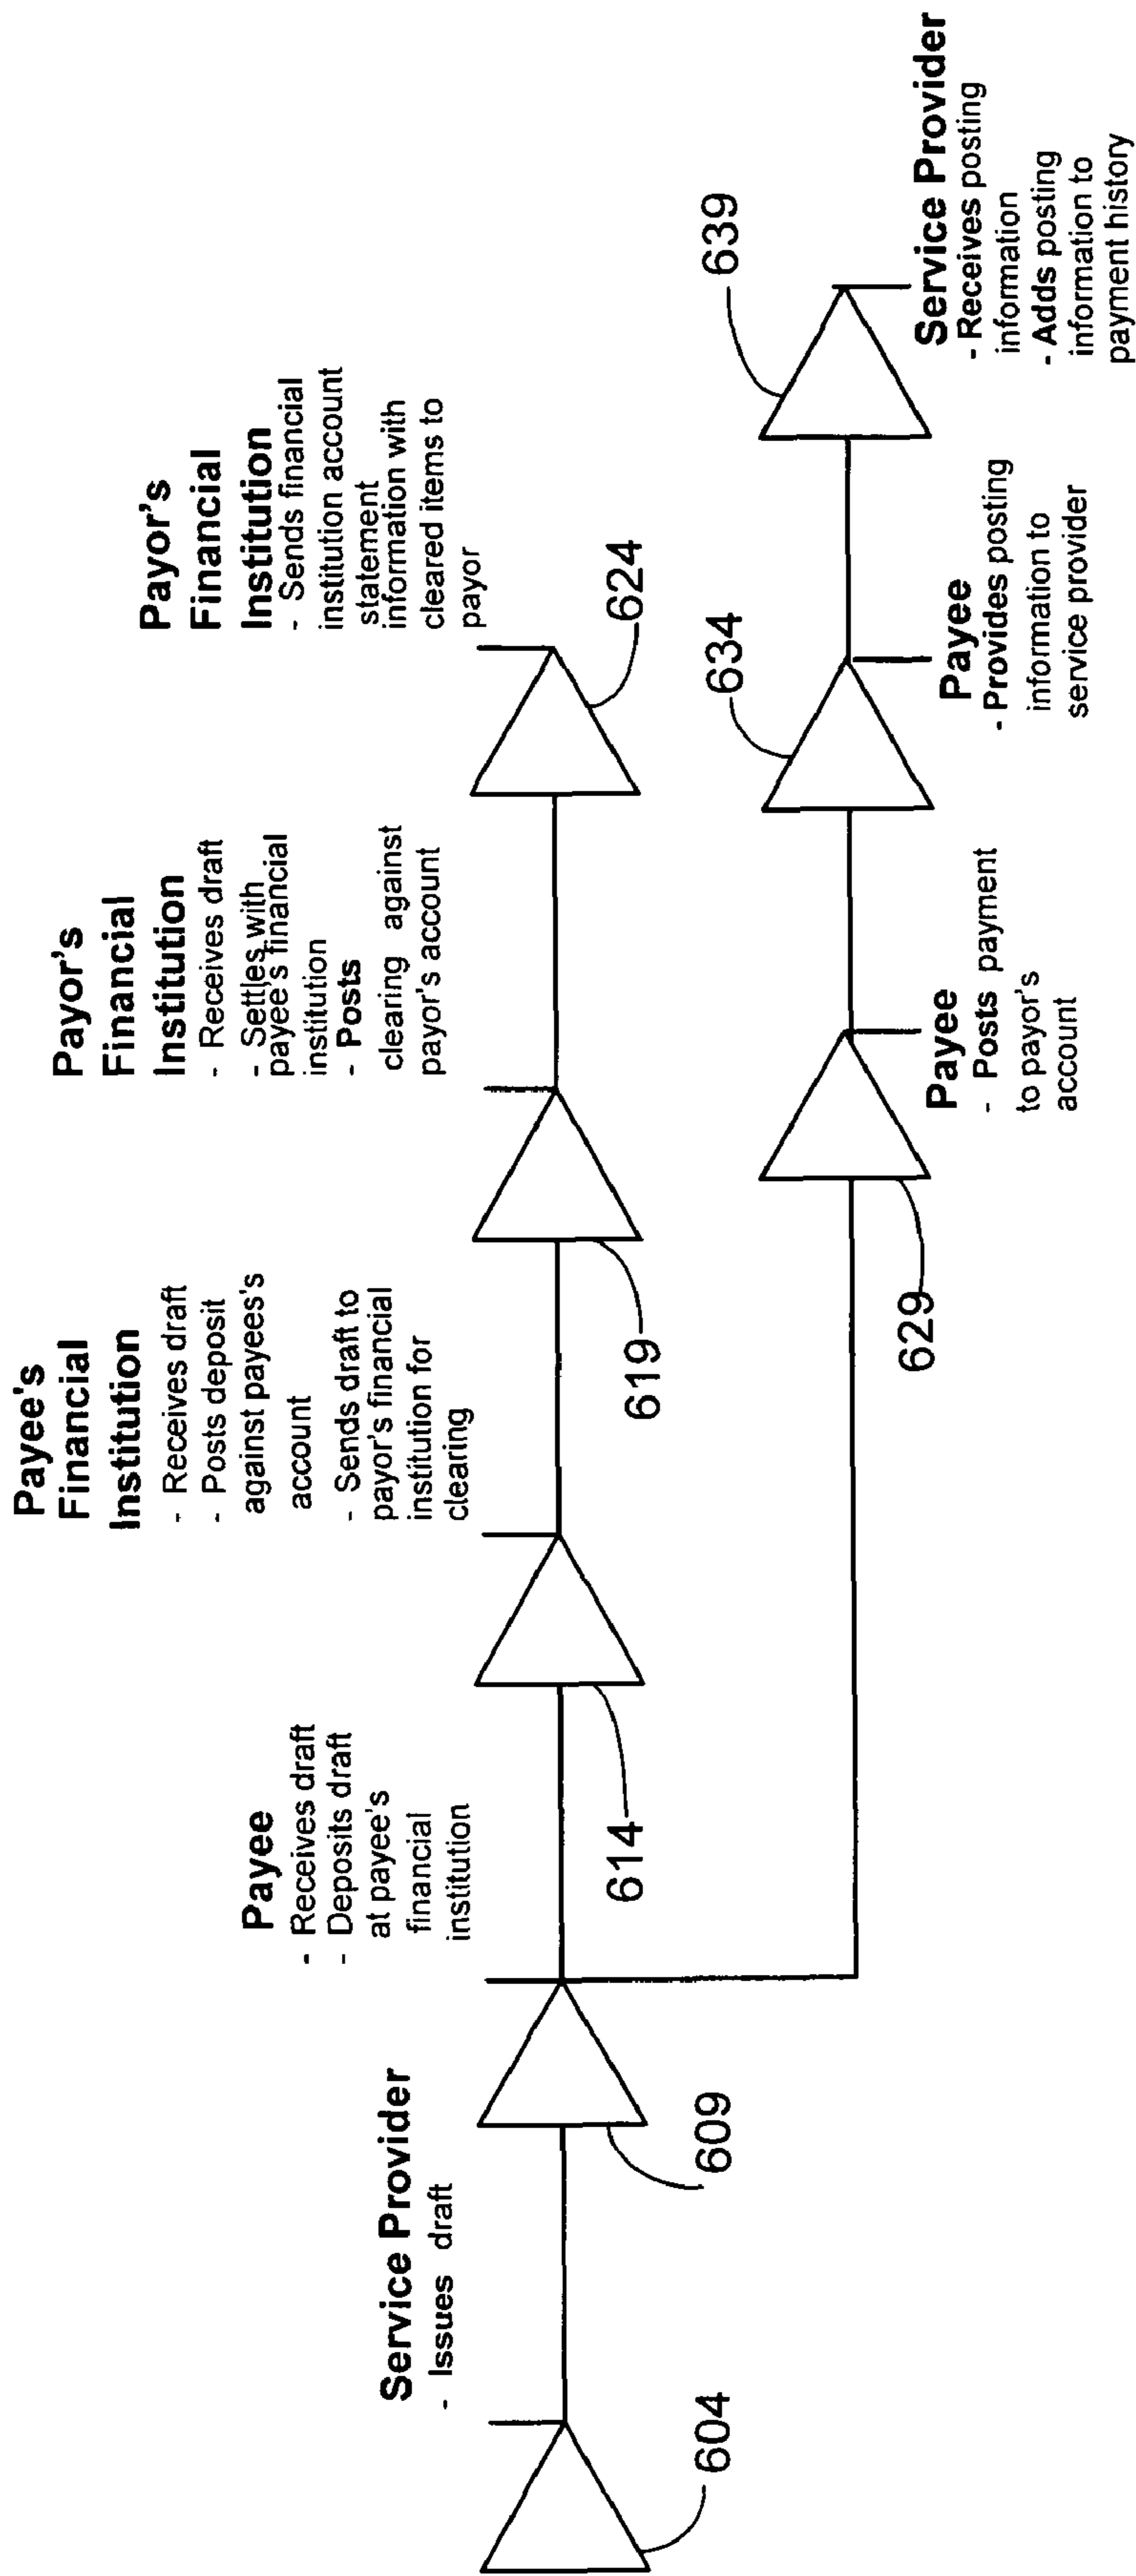 Service Provider
- Issues draft
604
Payee
- Receives draft
- Deposits draft
at payee's
financial
institution
609
Payee's
Financial
Institution
- Receives draft
- Posts deposit
against payees's
account
- Sends draft to
payor's financial
institution for
clearing
614
Payor's
Financial
Institution
- Receives draft
- Settles with
payee's financial
institution
- Posts
clearing against
payor's account
619
Payor's
Financial
Institution
- Sends financial
institution account
statement
information with
cleared items to
payor
624
629
Payee
- Posts payment
to payor's
account
634
Payee
- Provides posting
information to
service provider
639
Service Provider
- Receives posting
information
- Adds posting
information to
payment history